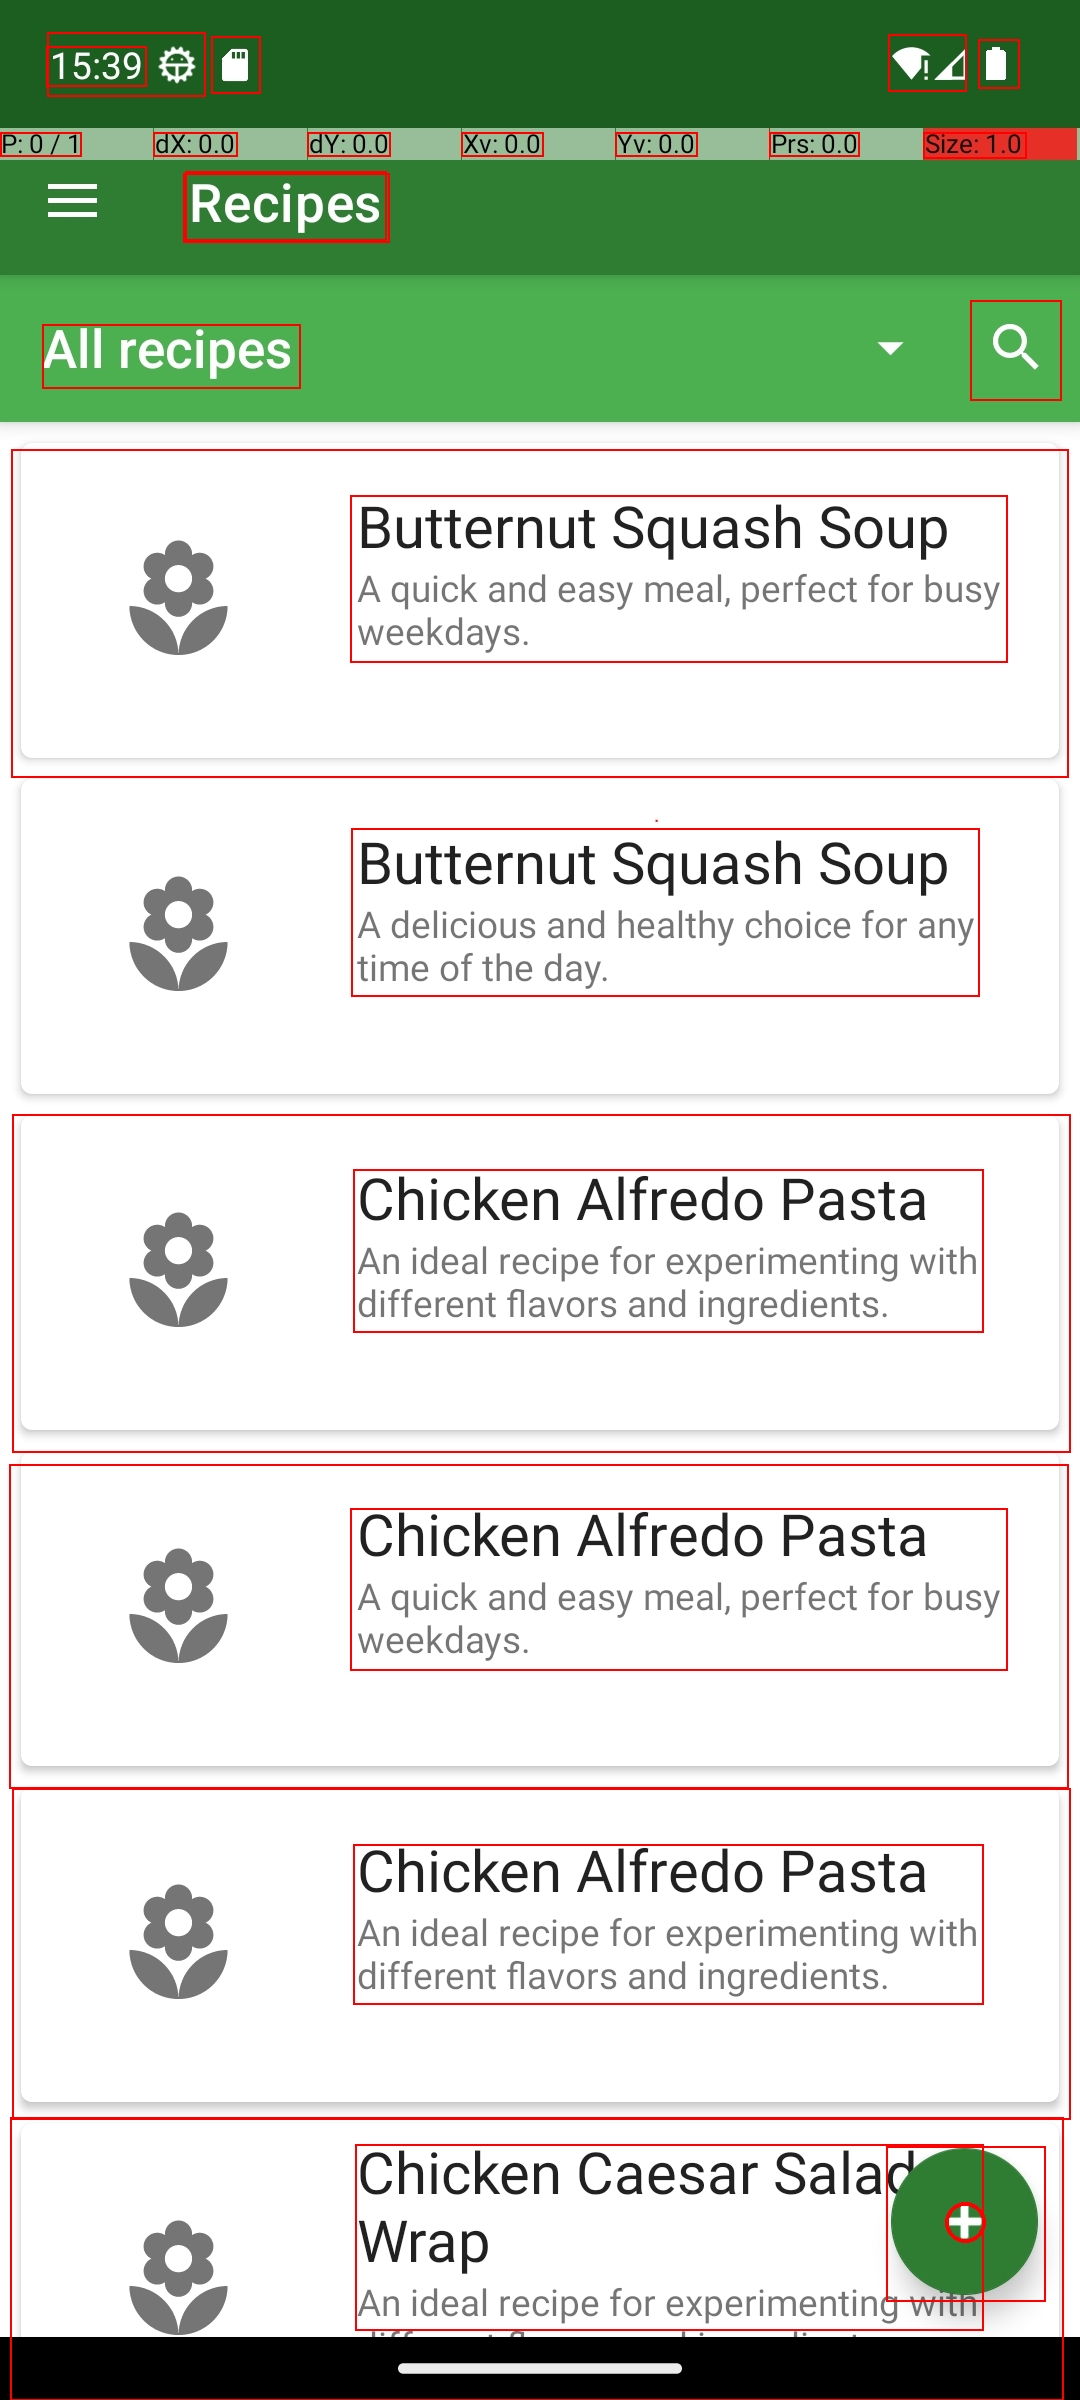 15:39
P: 0 / 1 dX: 0.0 dY: 0.0 Xv: 0.0 Yv: 0.0 Prs: 0.0 Size: 1.0
Recipes
All recipes
Butternut Squash Soup
A quick and easy meal, perfect for busy
weekdays.
Butternut Squash Soup
A delicious and healthy choice for any
time of the day.
Chicken Alfredo Pasta
An ideal recipe for experimenting with
different flavors and ingredients.
Chicken Alfredo Pasta
A quick and easy meal, perfect for busy
weekdays.
Chicken Alfredo Pasta
An ideal recipe for experimenting with
different flavors and ingredients.
Chicken Caesar Salad
Wrap
An ideal recipe for experimenting with